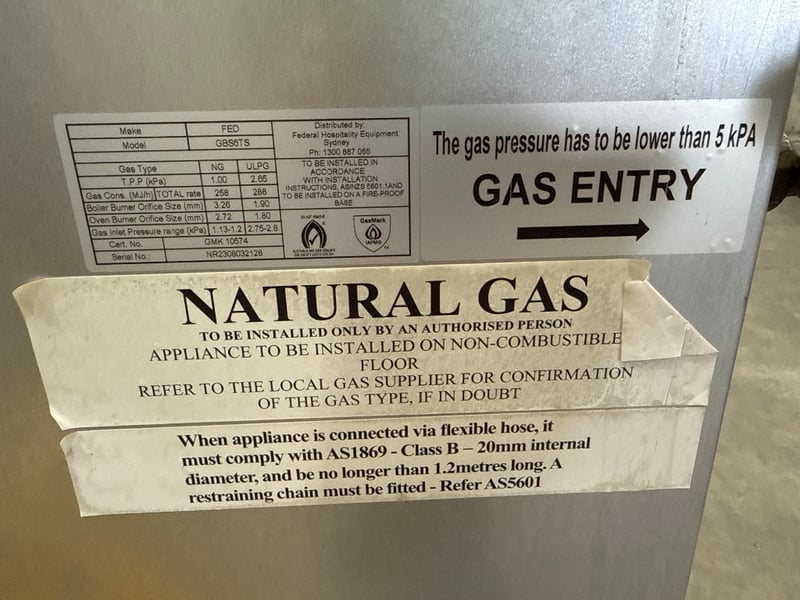 Make FED
Model GBS6TS
Gas Type NG ULPG
T.P.P (kPa) 1.00 2.65
Gas Cons. (MJ/h) TOTAL rate 258 286
Boiler Burner Orifice Size (mm) 3.26 1.90
Oven Burner Orifice Size (mm) 2.72 1.80
Gas Inlet Pressure range (kPa) 1.13-1.2 2.75-2.8
Cert. No. GMK 10574
Serial No.: NR2308032128
Distributed by:
Federal Hospitality Equipment
Sydney
Ph: 1300 887 055
TO BE INSTALLED IN
ACCORDANCE
WITH INSTALLATION
INSTRUCTIONS, AS/NZS 5601.1AND
TO BE INSTALLED ON A FIRE-PROOF
BASE
GasMark
IAPMO
The gas pressure has to be lower than 5 kPA
GAS ENTRY
NATURAL GAS
TO BE INSTALLED ONLY BY AN AUTHORISED PERSON
APPLIANCE TO BE INSTALLED ON NON-COMBUSTIBLE
FLOOR
REFER TO THE LOCAL GAS SUPPLIER FOR CONFIRMATION
OF THE GAS TYPE, IF IN DOUBT
When appliance is connected via flexible hose, it
must comply with AS1869 - Class B – 20mm internal
diameter, and be no longer than 1.2metres long. A
restraining chain must be fitted - Refer AS5601